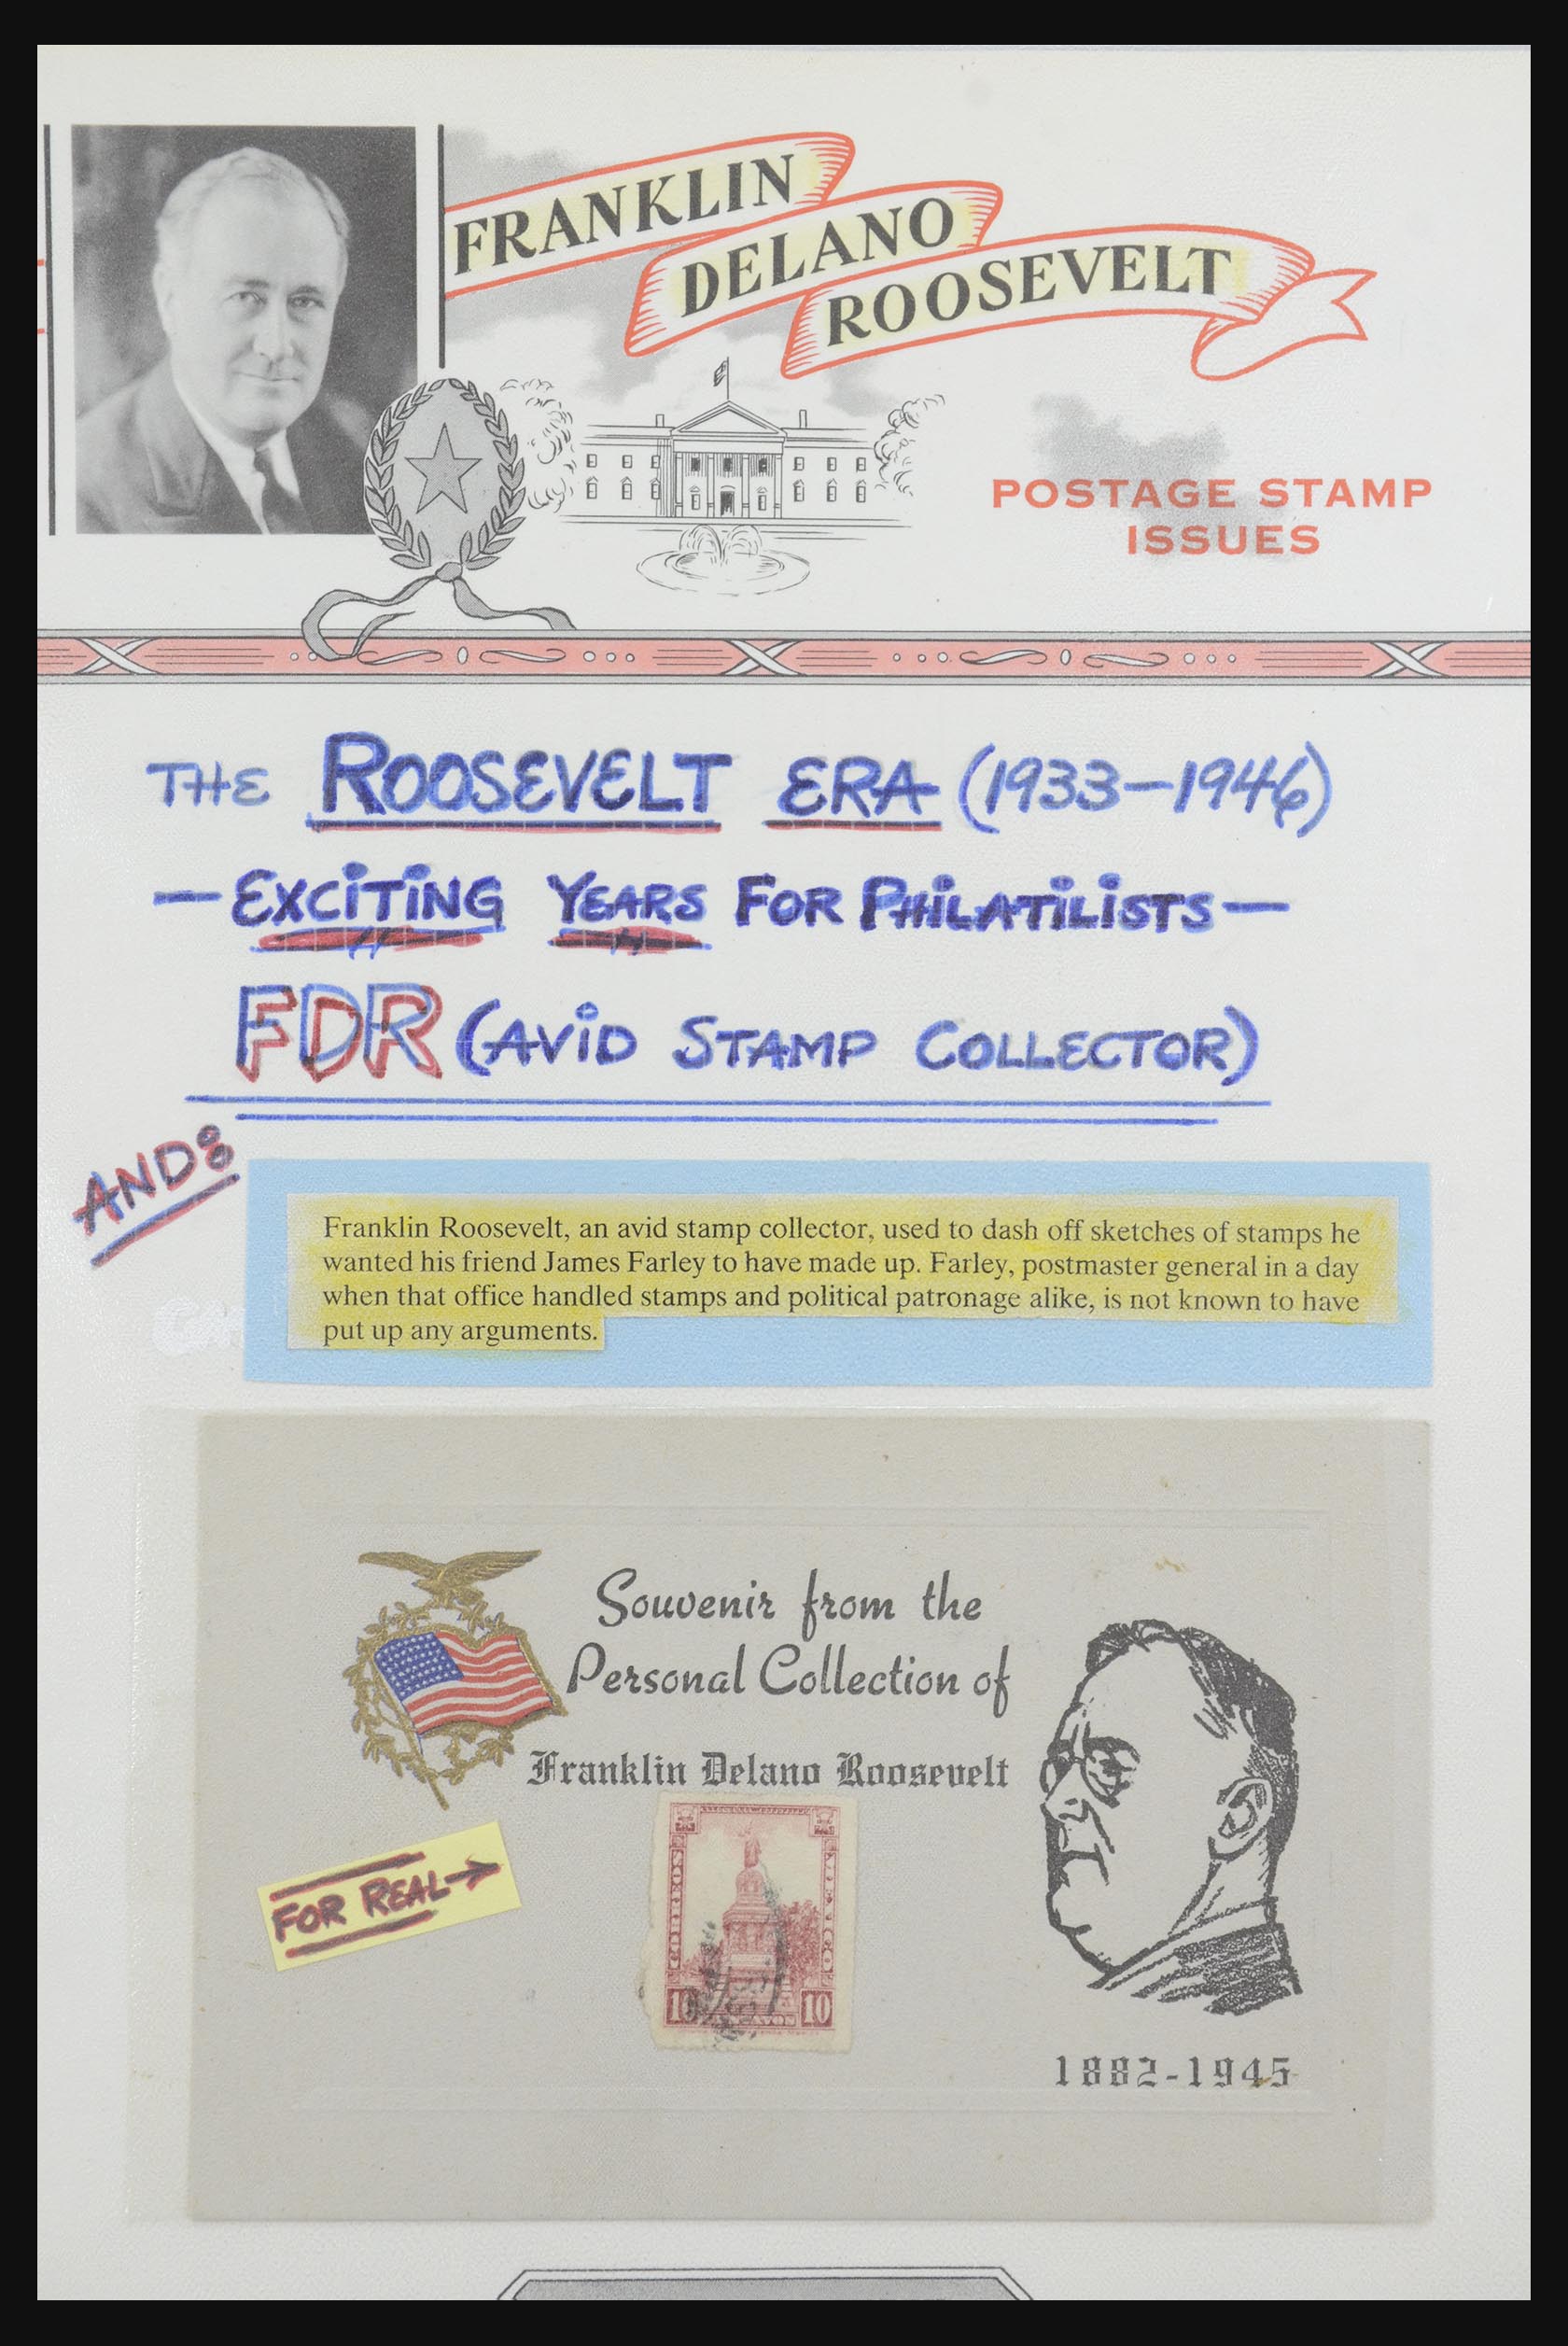 FRANKLIN
DELANO
ROOSEVELT
POSTAGE STAMP
ISSUES
THE ROOSEVELT ERA (1933-1946)
— EXCITING YEARS FOR PHILATILISTS —
FDR (AVID STAMP COLLECTOR)
AND:
Franklin Roosevelt, an avid stamp collector, used to dash off sketches of stamps he
wanted his friend James Farley to have made up. Farley, postmaster general in a day
when that office handled stamps and political patronage alike, is not known to have
put up any arguments.
Souvenir from the
Personal Collection of
Franklin Delano Roosevelt
FOR REAL →
CORREOS
10
10
1882-1945